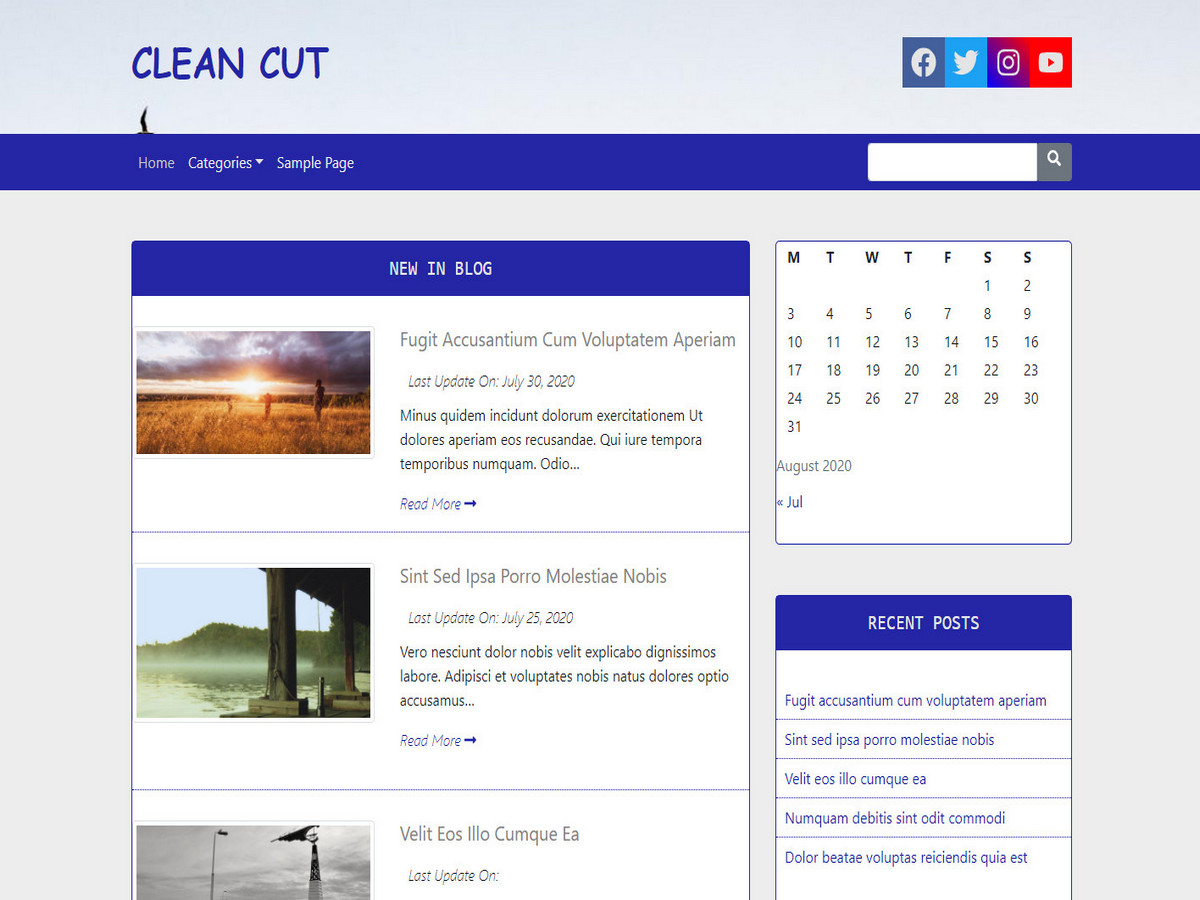 CLEAN CUT
Home Categories Sample Page
NEW IN BLOG
Fugit Accusantium Cum Voluptatem Aperiam
Last Update On: July 30, 2020
Minus quidem incidunt dolorum exercitationem Ut
dolores aperiam eos recusandae. Qui iure tempora
temporibus numquam. Odio...
Read More
Sint Sed Ipsa Porro Molestiae Nobis
Last Update On: July 25, 2020
Vero nesciunt dolor nobis velit explicabo dignissimos
labore. Adipisci et voluptates nobis natus dolores optio
accusamus...
Read More
Velit Eos Illo Cumque Ea
Last Update On:
M T W T F S S
1 2
3 4 5 6 7 8 9
10 11 12 13 14 15 16
17 18 19 20 21 22 23
24 25 26 27 28 29 30
31
August 2020
« Jul
RECENT POSTS
Fugit accusantium cum voluptatem aperiam
Sint sed ipsa porro molestiae nobis
Velit eos illo cumque ea
Numquam debitis sint odit commodi
Dolor beatae voluptas reiciendis quia est